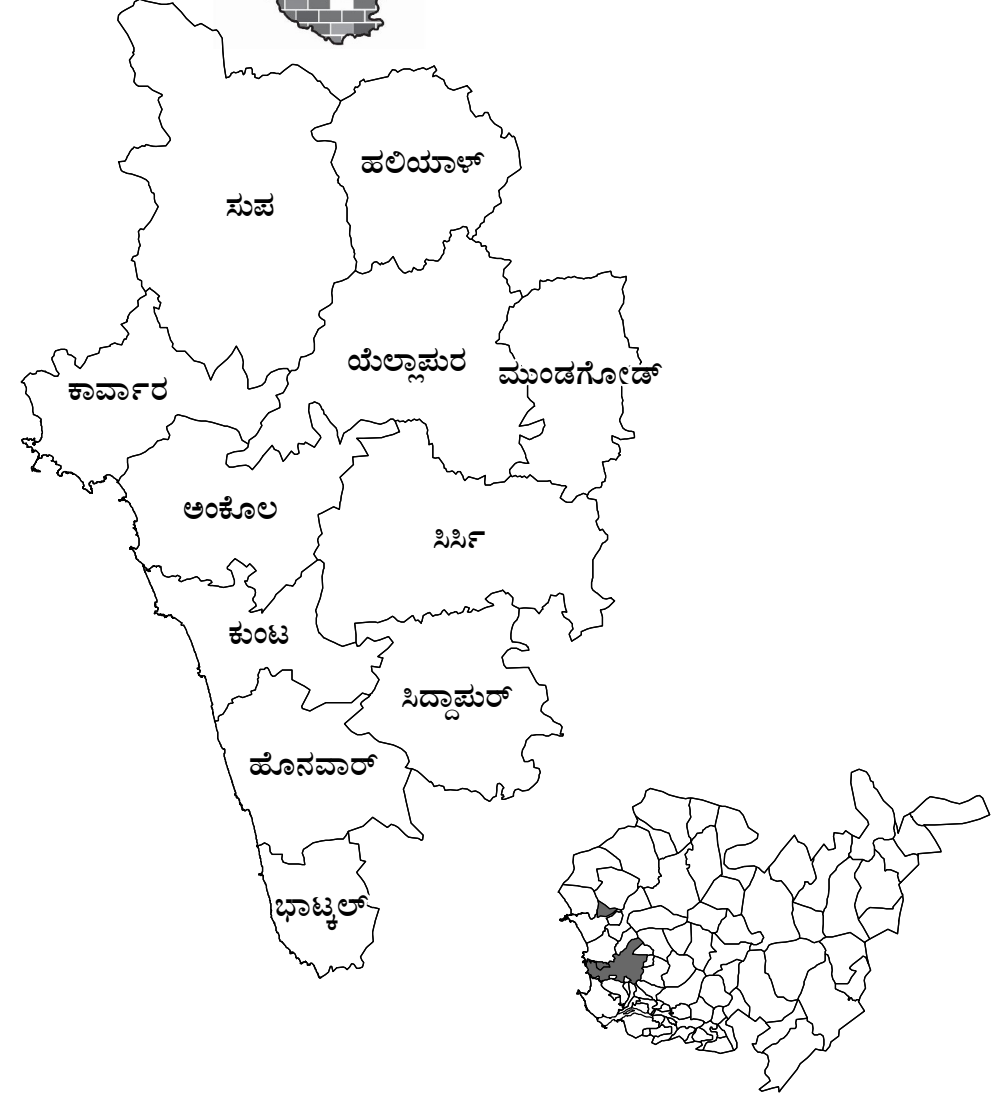 ಹಲಿಯಾಳ್
ಸುಪ
ಯೆಲ್ಲಾಪುರ
ಮುಂಡಗೋಡ್
ಕಾರ್ವಾರ
ಅಂಕೊಲ
ಸಿರ್ಸಿ
ಕುಂಟ
ಸಿದ್ದಾಪುರ್
ಹೊನವಾರ್
ಭಾಟ್ಕಲ್